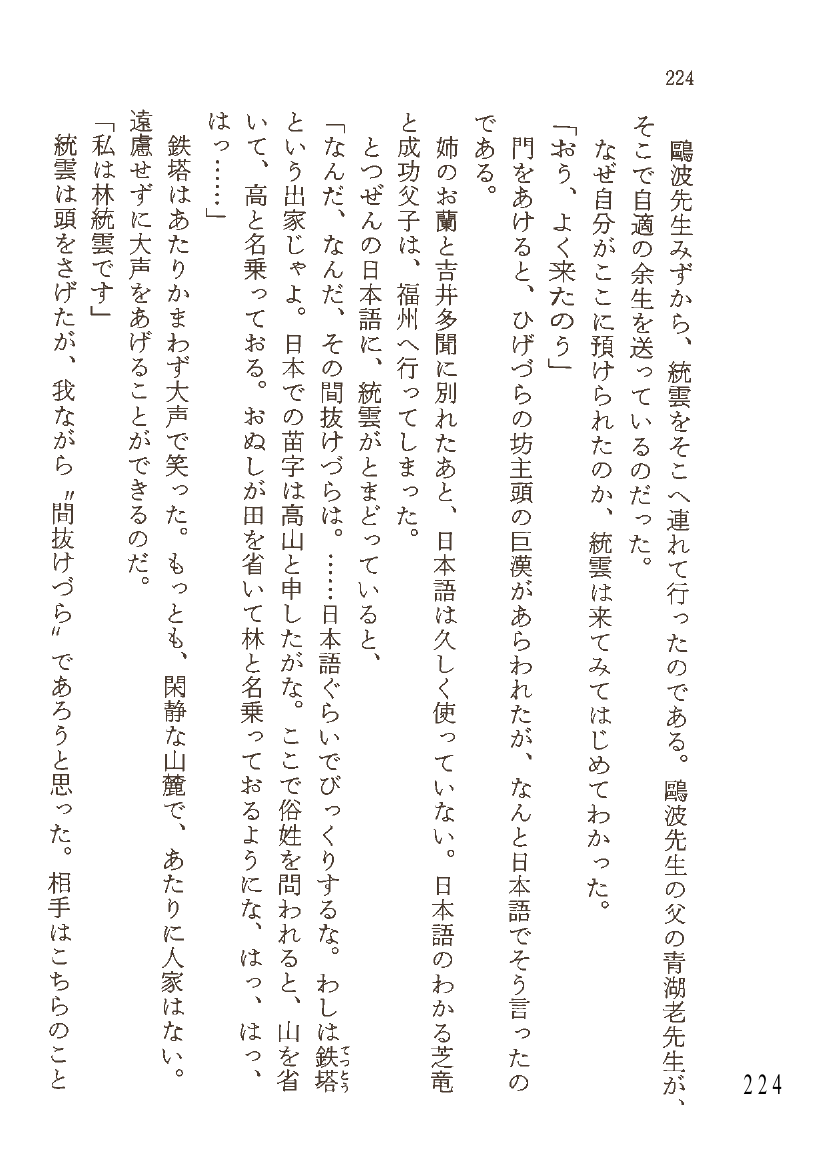 224
鷗波先生みずから、統雲をそこへ連れて行ったのである。鷗波先生の父の青湖老先生が、
そこで自適の余生を送っているのだった。
なぜ自分がここに預けられたのか、統雲は来てみてはじめてわかった。
「おう、よく来たのう」
門をあけると、ひげづらの坊主頭の巨漢があらわれたが、なんと日本語でそう言ったの
である。
姉のお蘭と吉井多聞に別れたあと、日本語は久しく使っていない。日本語のわかる芝竜
と成功父子は、福州へ行ってしまった。
とつぜんの日本語に、統雲がとまどっていると、
「なんだ、なんだ、その間抜けづらは。……日本語ぐらいでびっくりするな。わしは鉄塔
てつとう
という出家じゃよ。日本での苗字は高山と申したがな。ここで俗姓を問われると、山を省
いて、高と名乗っておる。おぬしが田を省いて林と名乗っておるようにな、はっ、はっ、
はっ……」
鉄塔はあたりかまわず大声で笑った。もっとも、閑静な山麓で、あたりに人家はない。
遠慮せずに大声をあげることができるのだ。
「私は林統雲です」
統雲は頭をさげたが、我ながら〝間抜けづら〟であろうと思った。相手はこちらのこと
224